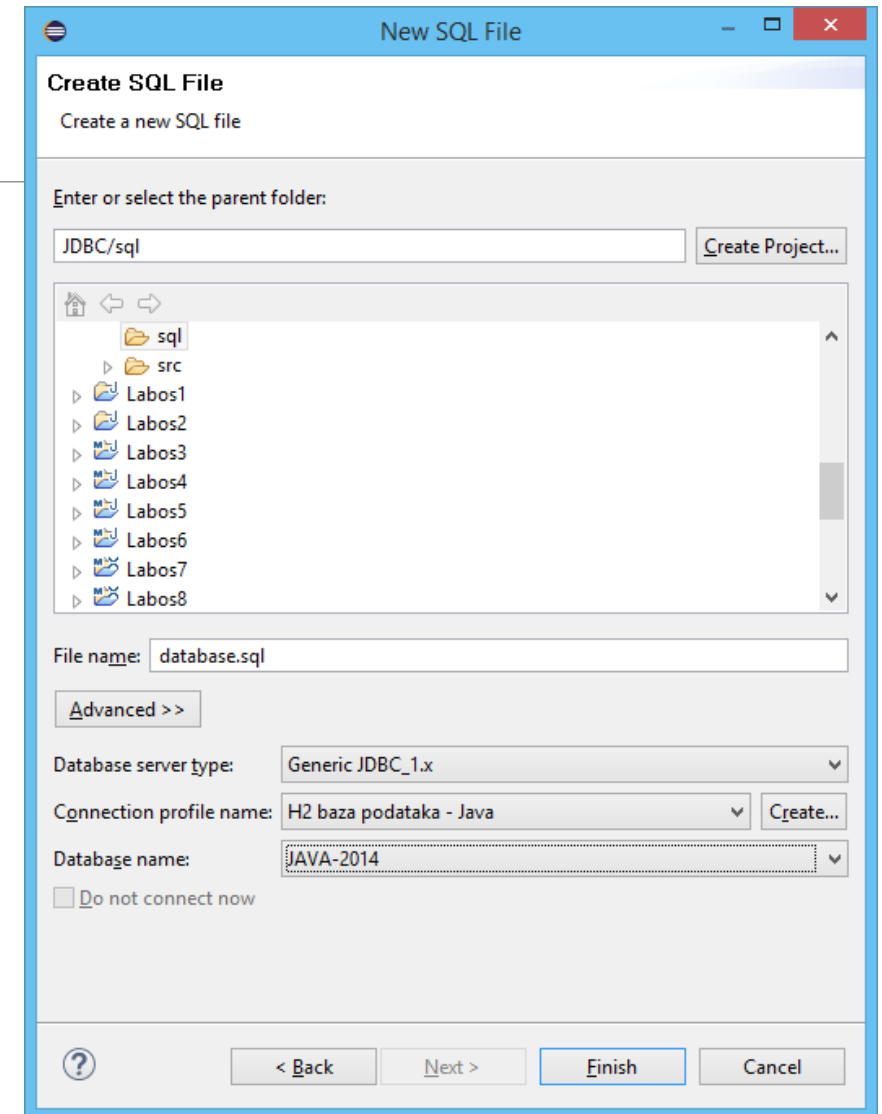 New SQL File
Create SQL File
Create a new SQL file
Enter or select the parent folder:
JDBC/sql Create Project...
sql
src
Labos1
Labos2
Labos3
Labos4
Labos5
Labos6
Labos7
Labos8
File name: database.sql
Advanced >>
Database server type: Generic JDBC_1.x
Connection profile name: H2 baza podataka - Java Create...
Database name: JAVA-2014
Do not connect now
? < Back Next > Finish Cancel